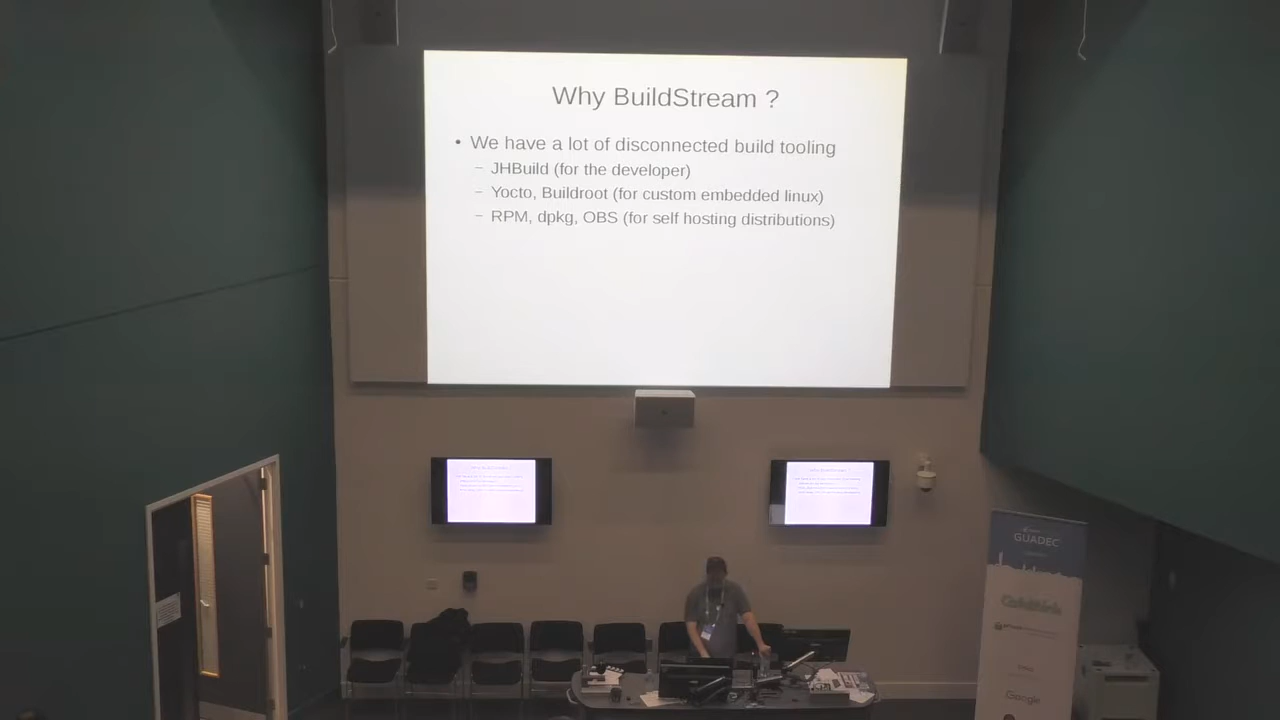 Why BuildStream ?
• We have a lot of disconnected build tooling
– JHBuild (for the developer)
– Yocto, Buildroot (for custom embedded linux)
– RPM, dpkg, OBS (for self hosting distributions)
GUADEC
Codethink
Google